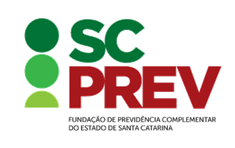 SC
PREV
FUNDAÇÃO DE PREVIDÊNCIA COMPLEMENTAR
DO ESTADO DE SANTA CATARINA